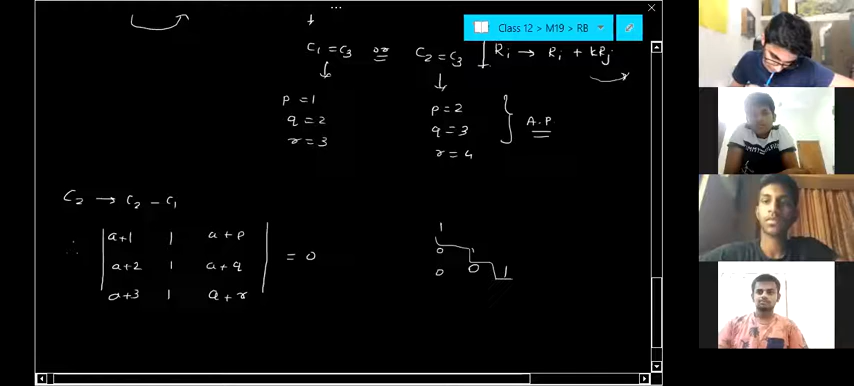 ...
Class 12 > M19 > RB
C₁ = C₃ or C₂ = C₃ Rᵢ → Rᵢ + kRⱼ
p = 1 p = 2
q = 2 q = 3 A.P
r = 3 r = 4
C₂ → C₂ - C₁
∴ | a+1 1 a+p |
| a+2 1 a+q | = 0
| a+3 1 a+r |
1
0 1
0 0 1